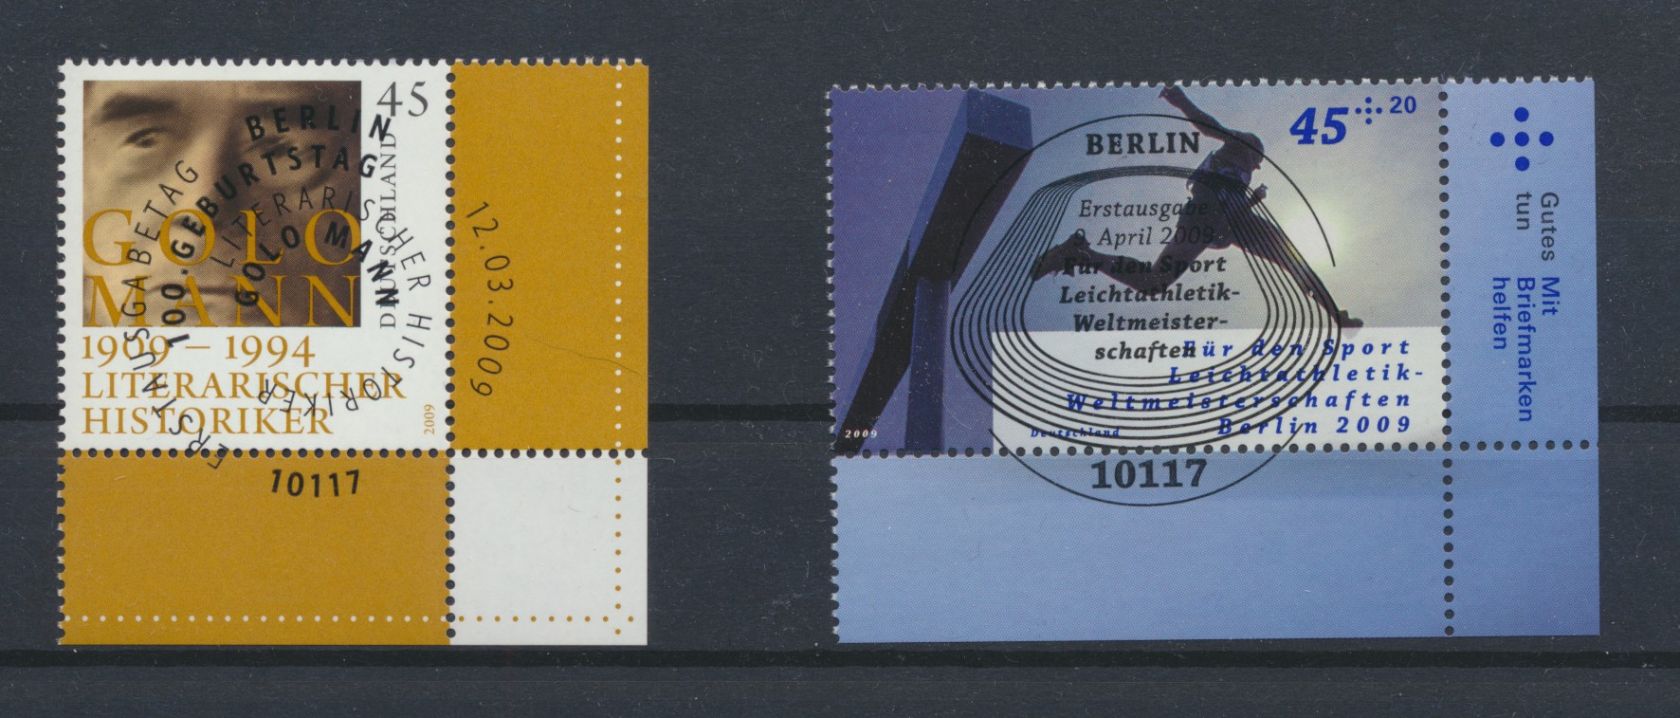 45
DEUTSCHLAND
GOLO
MANN
1909 – 1994
LITERARISCHER
HISTORIKER
2009
BERLIN
100. GEBURTSTAG
LITERARISCHER HISTORIKER
GOLO MANN
ERSTAUSGABETAG
12.03.2009
10117
45+20
Für den Sport
Leichtathletik-
Weltmeisterschaften
Berlin 2009
2009
Deutschland
BERLIN
Erstausgabe
9. April 2009
Für den Sport
Leichtathletik-
Weltmeister-
schaften
10117
Gutes
tun
Mit
Briefmarken
helfen